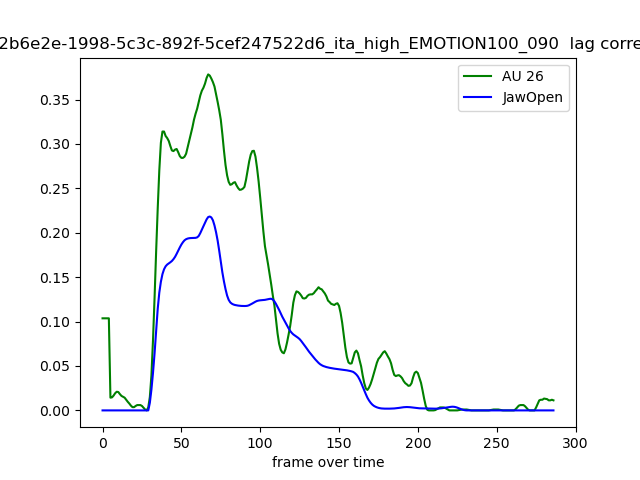 2b6e2e-1998-5c3c-892f-5cef247522d6_ita_high_EMOTION100_090 lag corre
AU 26
JawOpen
0.35
0.30
0.25
0.20
0.15
0.10
0.05
0.00
0 50 100 150 200 250 300
frame over time